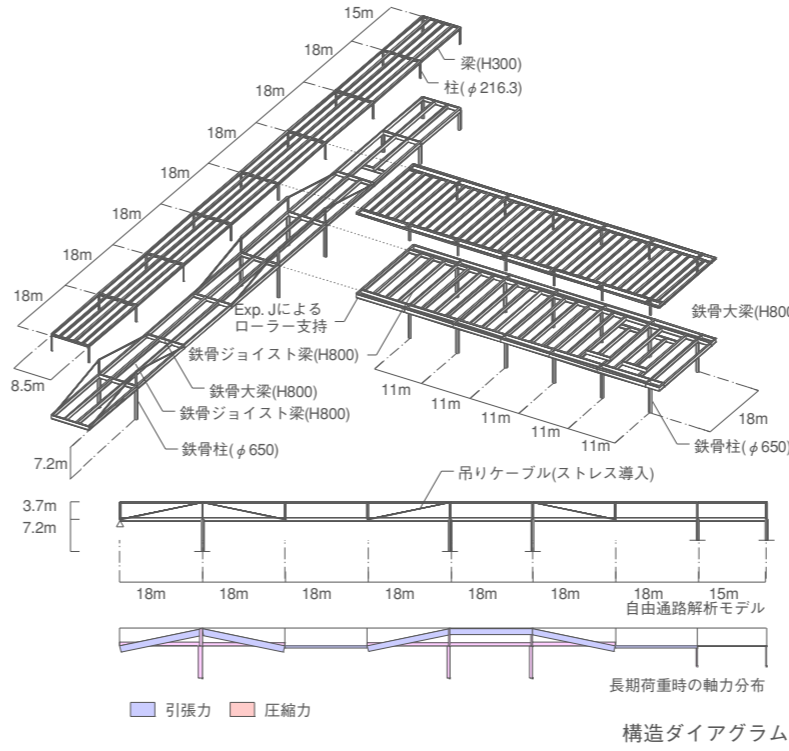 15m
18m
18m
18m
18m
18m
18m
18m
8.5m
梁(H300)
柱(φ216.3)
Exp. Jによる
ローラー支持
鉄骨ジョイスト梁(H800)
鉄骨大梁(H800)
鉄骨ジョイスト梁(H800)
鉄骨柱(φ650)
7.2m
鉄骨大梁(H800
11m
11m
11m
11m
11m
18m
鉄骨柱(φ650)
吊りケーブル(ストレス導入)
3.7m
7.2m
18m 18m 18m 18m 18m 18m 18m 15m
自由通路解析モデル
長期荷重時の軸力分布
引張力 圧縮力
構造ダイアグラム